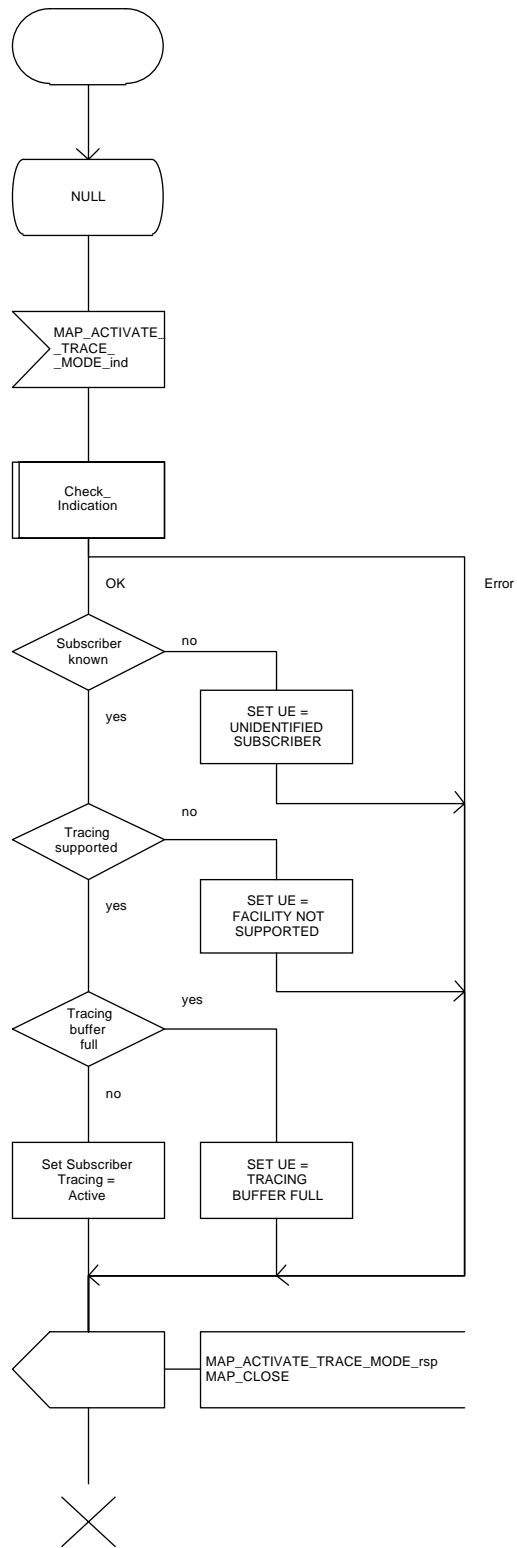 NULL
MAP_ACTIVATE_
_TRACE_
_MODE_ind
Check_
Indication
OK
Error
Subscriber
known
no
yes
SET UE =
UNIDENTIFIED
SUBSCRIBER
Tracing
supported
no
yes
SET UE =
FACILITY NOT
SUPPORTED
Tracing
buffer
full
yes
no
Set Subscriber
Tracing =
Active
SET UE =
TRACING
BUFFER FULL
MAP_ACTIVATE_TRACE_MODE_rsp
MAP_CLOSE